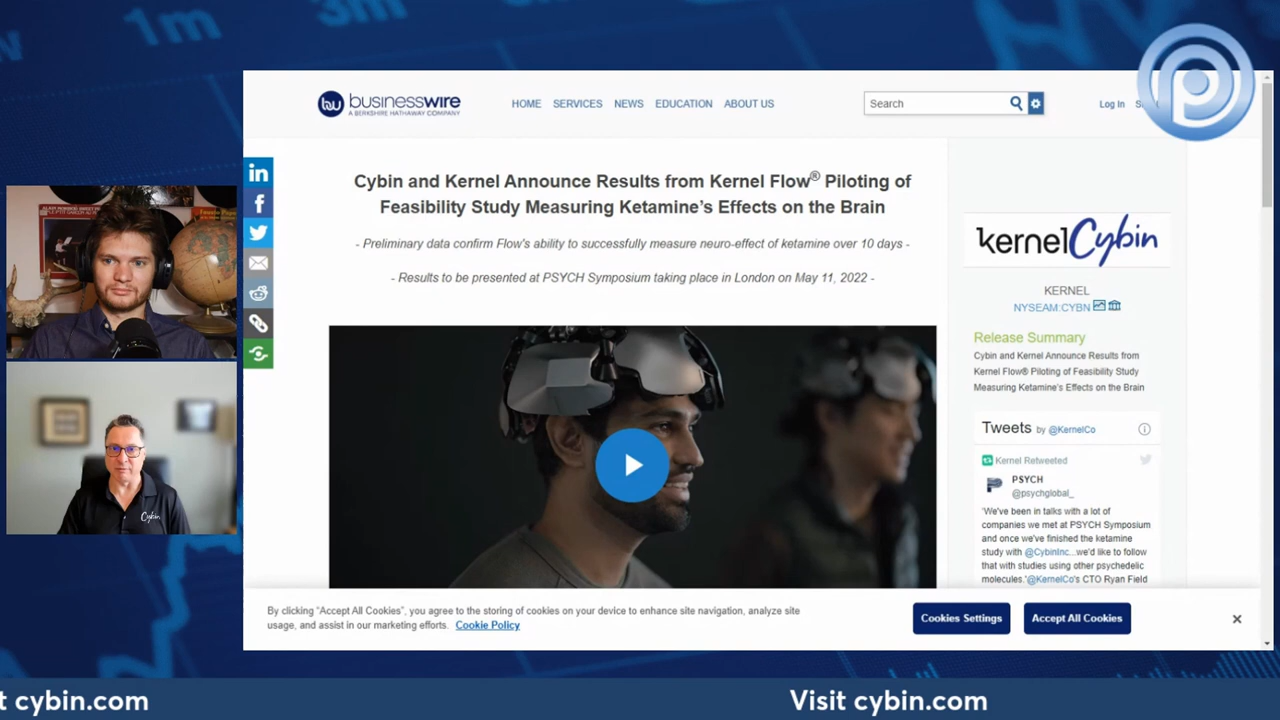 1m
3m
businesswire
A BERKSHIRE HATHAWAY COMPANY
HOME SERVICES NEWS EDUCATION ABOUT US
Search
Log In
Cybin and Kernel Announce Results from Kernel Flow® Piloting of
Feasibility Study Measuring Ketamine's Effects on the Brain
- Preliminary data confirm Flow's ability to successfully measure neuro-effect of ketamine over 10 days -
- Results to be presented at PSYCH Symposium taking place in London on May 11, 2022 -
kernel Cybin
KERNEL
NYSEAM:CYBN
Release Summary
Cybin and Kernel Announce Results from
Kernel Flow® Piloting of Feasibility Study
Measuring Ketamine's Effects on the Brain
Tweets by @KernelCo
Kernel Retweeted
PSYCH
@psychglobal_
'We've been in talks with a lot of
companies we met at PSYCH Symposium
and once we've finished the ketamine
study with @CybinInc...we'd like to follow
that with studies using other psychedelic
molecules.'@KernelCo's CTO Ryan Field
Cybin
By clicking “Accept All Cookies”, you agree to the storing of cookies on your device to enhance site navigation, analyze site
usage, and assist in our marketing efforts. Cookie Policy
Cookies Settings
Accept All Cookies
t cybin.com
Visit cybin.com